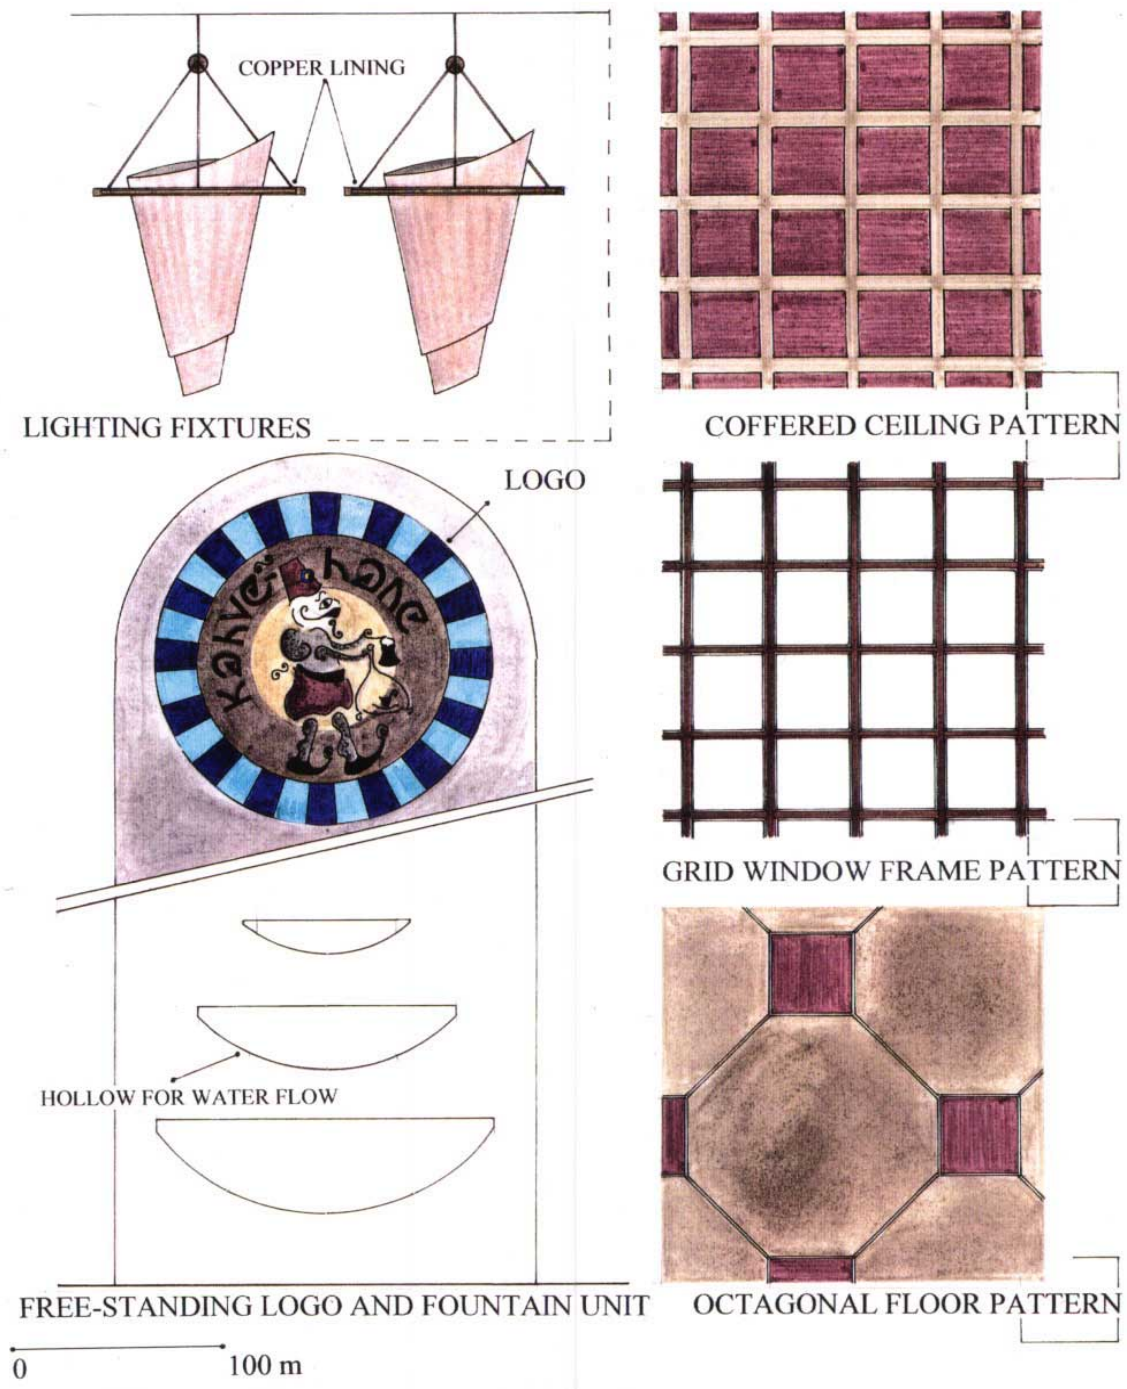 COPPER LINING
LIGHTING FIXTURES
COFFERED CEILING PATTERN
LOGO
kahve hane
GRID WINDOW FRAME PATTERN
HOLLOW FOR WATER FLOW
FREE-STANDING LOGO AND FOUNTAIN UNIT
OCTAGONAL FLOOR PATTERN
0 100 m